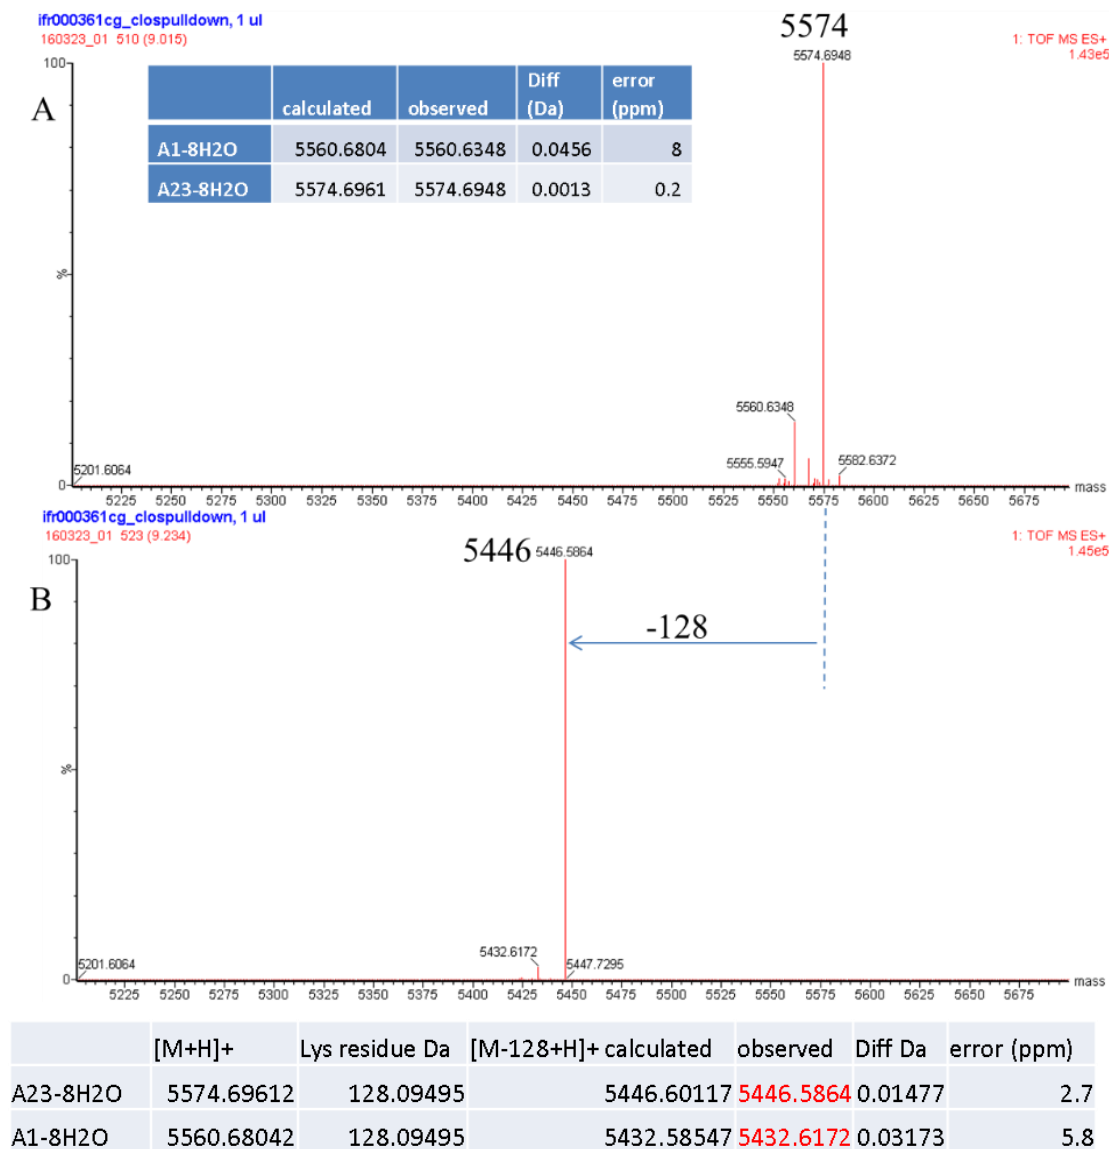 ifr000361cg_clospulldown, 1 ul
160323_01 510 (9.015)
5574
1: TOF MS ES+
1.43e5
5574.6948
100
A
calculated observed Diff (Da) error (ppm)
A1-8H2O 5560.6804 5560.6348 0.0456 8
A23-8H2O 5574.6961 5574.6948 0.0013 0.2
%
5560.6348
5201.6064 5555.5947 5582.6372
0
5225 5250 5275 5300 5325 5350 5375 5400 5425 5450 5475 5500 5525 5550 5575 5600 5625 5650 5675 mass
ifr000361cg_clospulldown, 1 ul
160323_01 523 (9.234)
1: TOF MS ES+
1.45e5
5446 5446.5864
100
B
-128
%
5432.6172
5201.6064 5447.7295
0
5225 5250 5275 5300 5325 5350 5375 5400 5425 5450 5475 5500 5525 5550 5575 5600 5625 5650 5675 mass
[M+H]+ Lys residue Da [M-128+H]+ calculated observed Diff Da error (ppm)
A23-8H2O 5574.69612 128.09495 5446.60117 5446.5864 0.01477 2.7
A1-8H2O 5560.68042 128.09495 5432.58547 5432.6172 0.03173 5.8